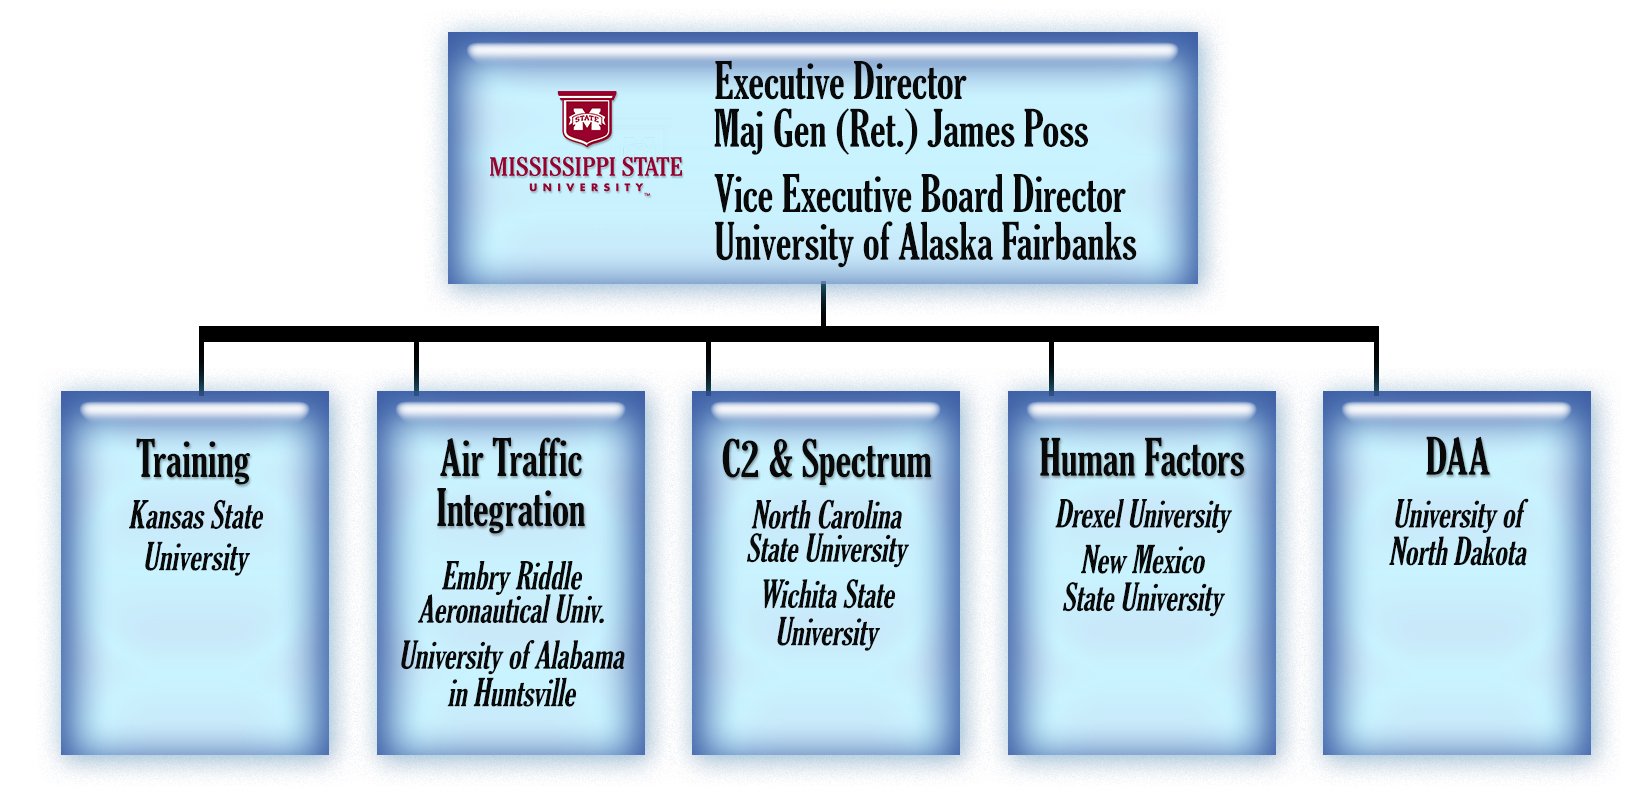 STATE
MISSISSIPPI STATE
UNIVERSITY™
Executive Director
Maj Gen (Ret.) James Poss
Vice Executive Board Director
University of Alaska Fairbanks
Training
Kansas State
University
Air Traffic
Integration
Embry Riddle
Aeronautical Univ.
University of Alabama
in Huntsville
C2 & Spectrum
North Carolina
State University
Wichita State
University
Human Factors
Drexel University
New Mexico
State University
DAA
University of
North Dakota